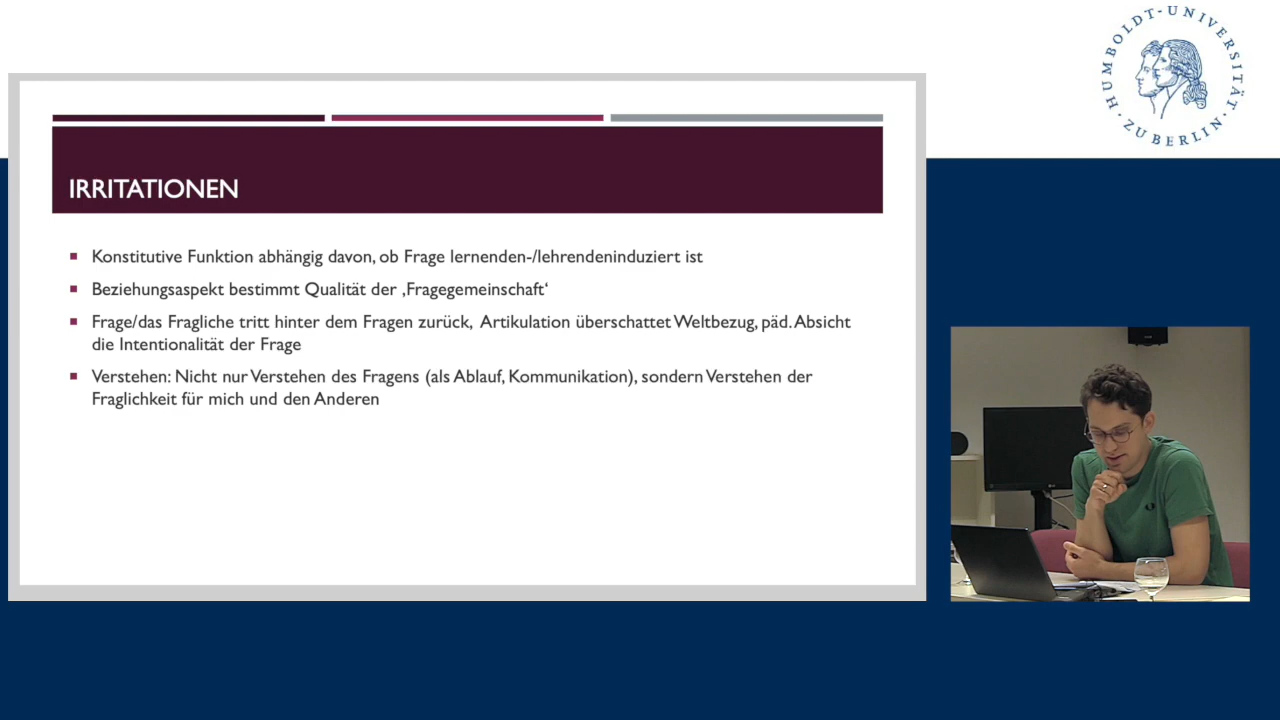 HUMBOLDT-UNIVERSITÄT
ZU BERLIN
IRRITATIONEN
Konstitutive Funktion abhängig davon, ob Frage lernenden-/lehrendeninduziert ist
Beziehungsaspekt bestimmt Qualität der ‚Fragegemeinschaft‘
Frage/das Fragliche tritt hinter dem Fragen zurück, Artikulation überschattet Weltbezug, päd. Absicht
die Intentionalität der Frage
Verstehen: Nicht nur Verstehen des Fragens (als Ablauf, Kommunikation), sondern Verstehen der
Fraglichkeit für mich und den Anderen